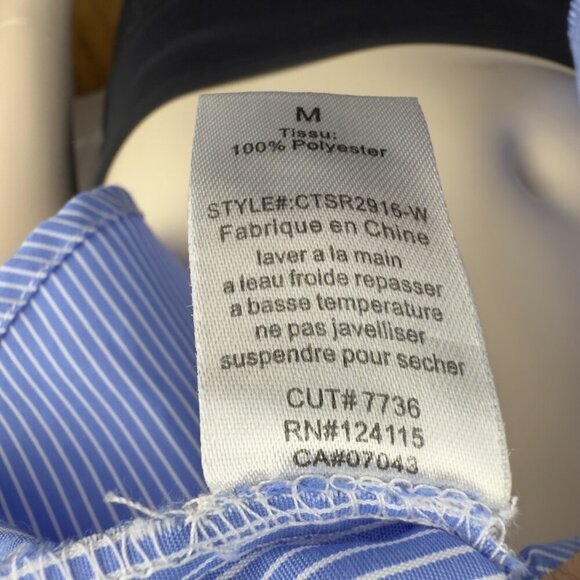 M
Tissu:
100% Polyester
STYLE#:CTSR2916-W
Fabrique en Chine
laver a la main
a leau froide repasser
a basse temperature
ne pas javelliser
suspendre pour secher
CUT#7736
RN#124115
CA#07043